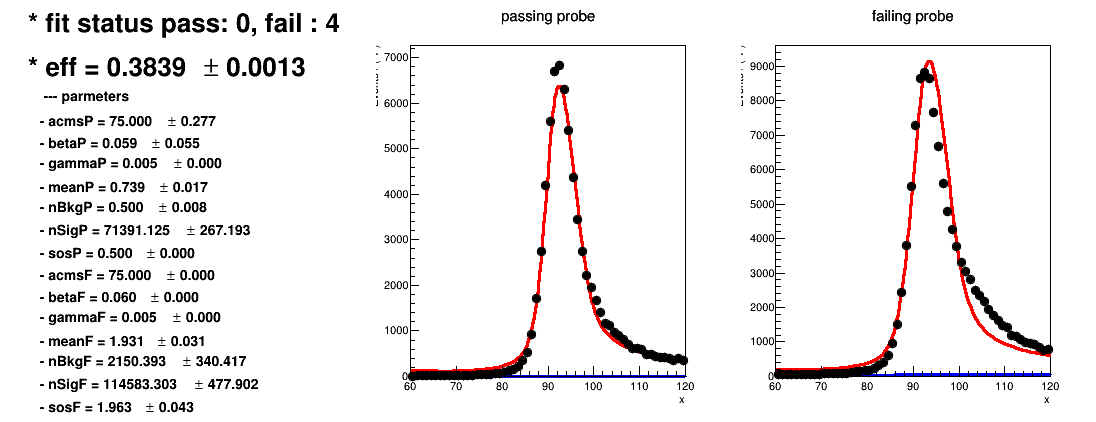 * fit status pass: 0, fail : 4
* eff = 0.3839 ± 0.0013
--- parmeters
- acmsP = 75.000 ± 0.277
- betaP = 0.059 ± 0.055
- gammaP = 0.005 ± 0.000
- meanP = 0.739 ± 0.017
- nBkgP = 0.500 ± 0.008
- nSigP = 71391.125 ± 267.193
- sosP = 0.500 ± 0.000
- acmsF = 75.000 ± 0.000
- betaF = 0.060 ± 0.000
- gammaF = 0.005 ± 0.000
- meanF = 1.931 ± 0.031
- nBkgF = 2150.393 ± 340.417
- nSigF = 114583.303 ± 477.902
- sosF = 1.963 ± 0.043
passing probe
7000
6000
5000
4000
3000
2000
1000
0
60 70 80 90 100 110 120
x
failing probe
9000
8000
7000
6000
5000
4000
3000
2000
1000
0
60 70 80 90 100 110 120
x